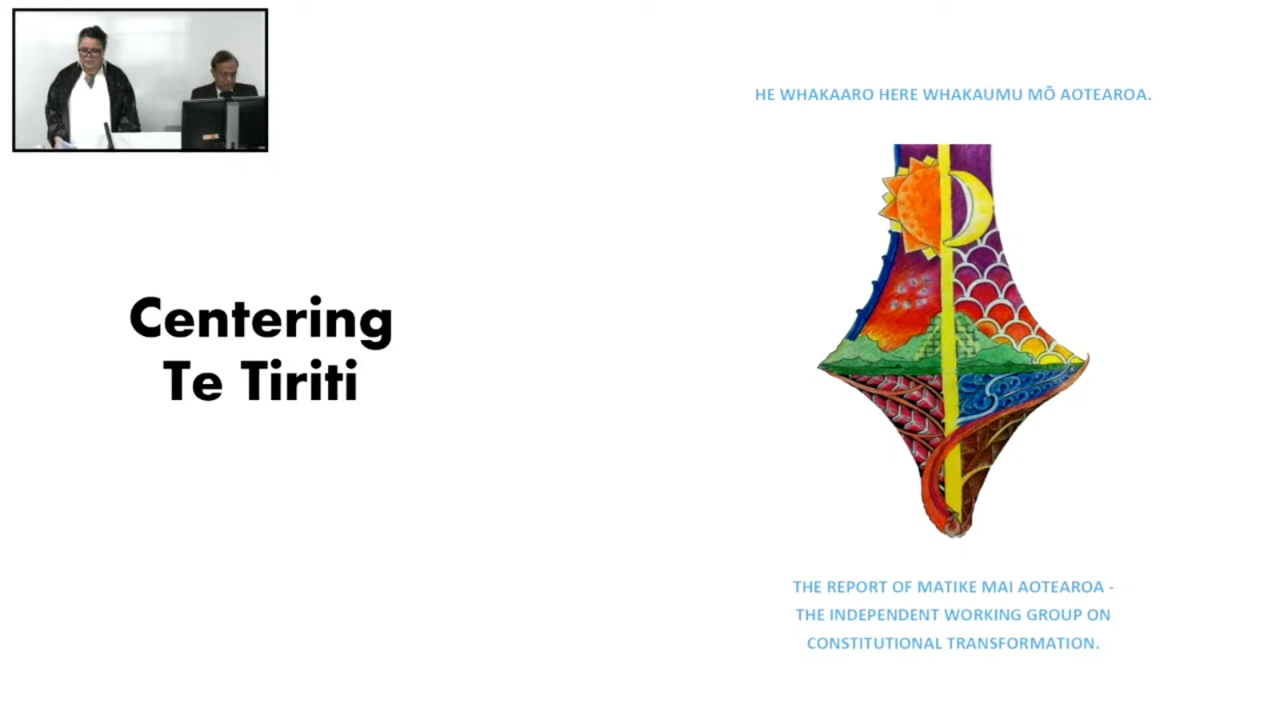 HE WHAKAARO HERE WHAKAUMU MŌ AOTEAROA.
Centering
Te Tiriti
THE REPORT OF MATIKE MAI AOTEAROA -
THE INDEPENDENT WORKING GROUP ON
CONSTITUTIONAL TRANSFORMATION.